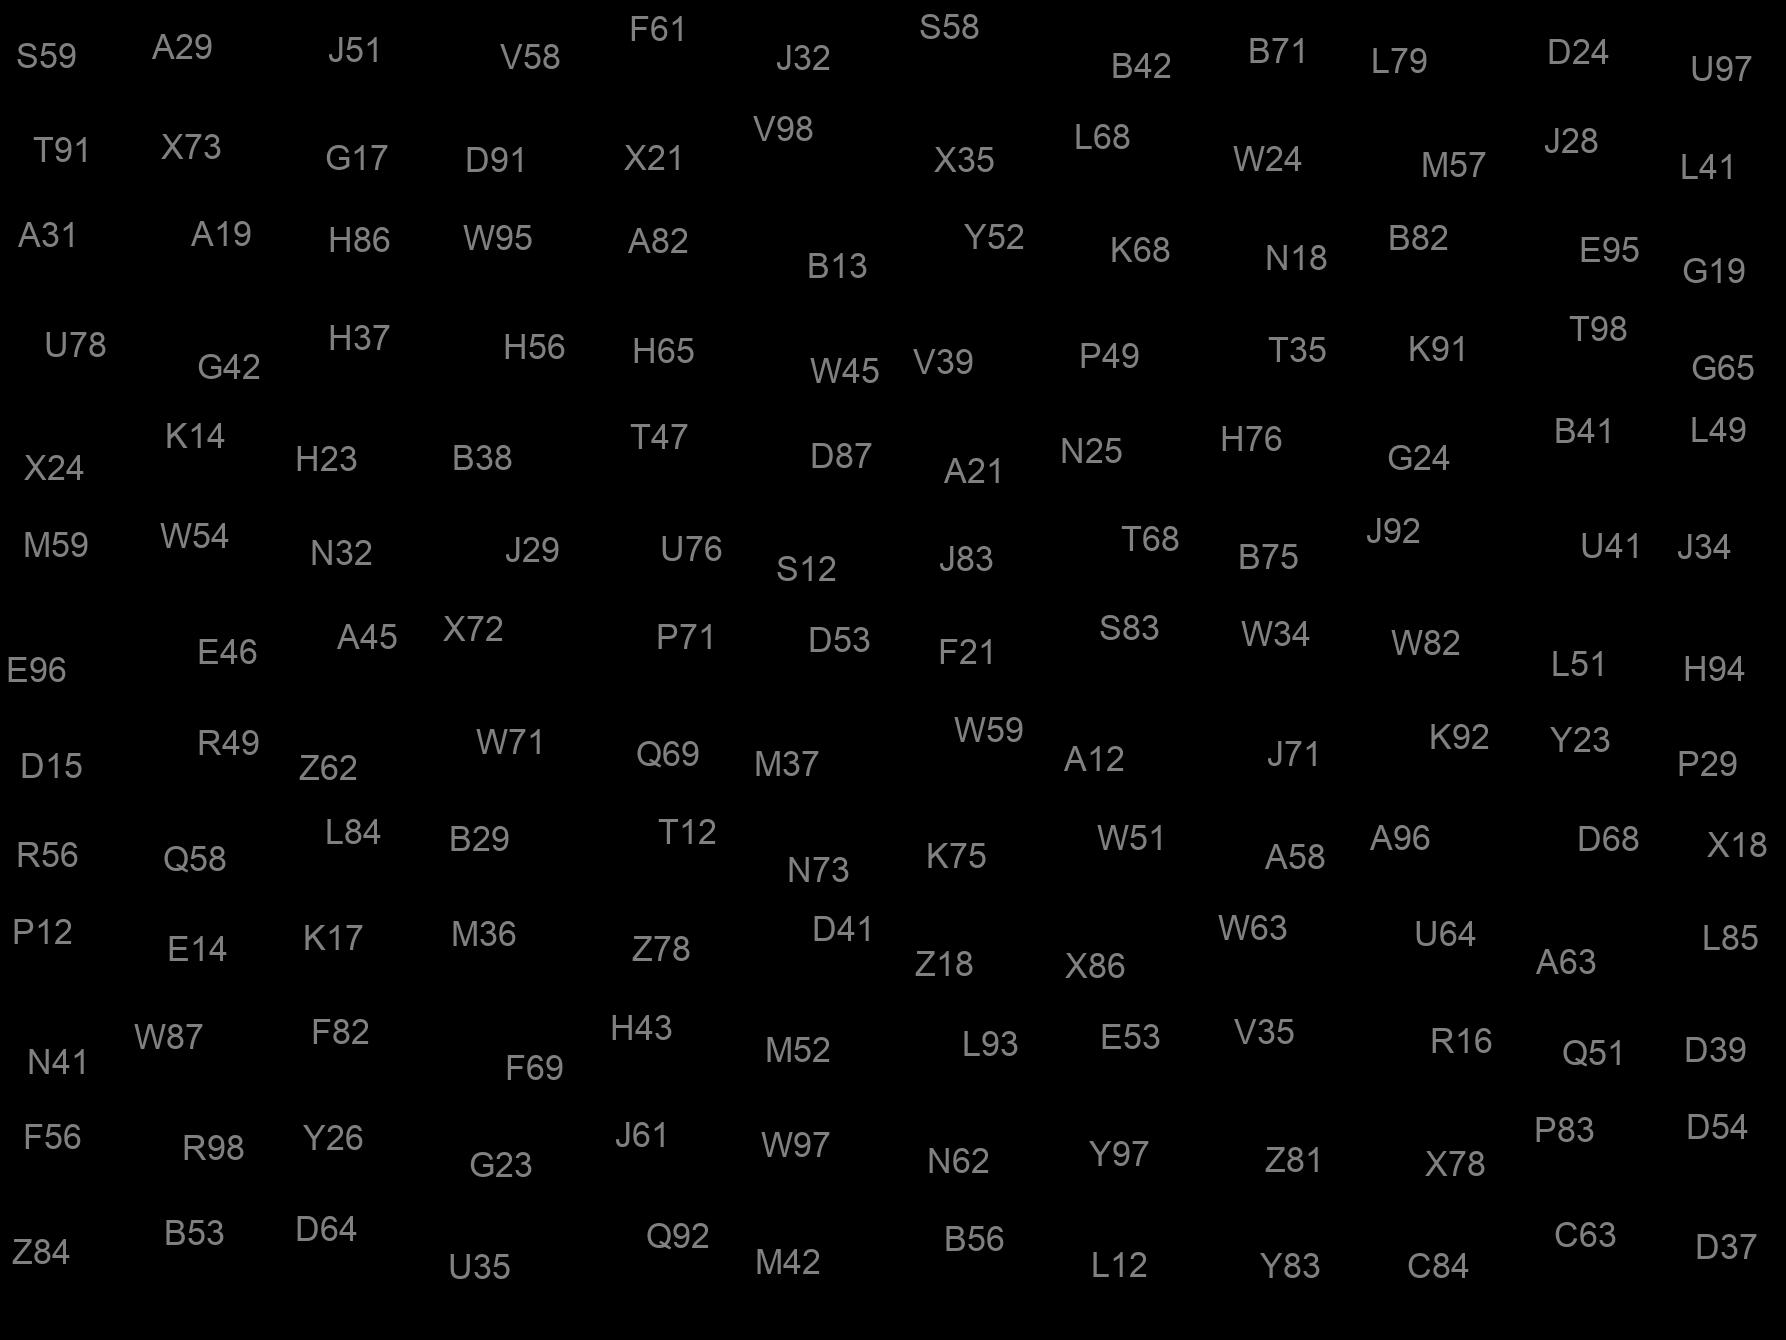 S59 A29 J51 V58 F61 J32 S58 B42 B71 L79 D24 U97
T91 X73 G17 D91 X21 V98 X35 L68 W24 M57 J28 L41
A31 A19 H86 W95 A82 B13 Y52 K68 N18 B82 E95 G19
U78 G42 H37 H56 H65 W45 V39 P49 T35 K91 T98 G65
X24 K14 H23 B38 T47 D87 A21 N25 H76 G24 B41 L49
M59 W54 N32 J29 U76 S12 J83 T68 B75 J92 U41 J34
E96 E46 A45 X72 P71 D53 F21 S83 W34 W82 L51 H94
D15 R49 Z62 W71 Q69 M37 W59 A12 J71 K92 Y23 P29
R56 Q58 L84 B29 T12 N73 K75 W51 A58 A96 D68 X18
P12 E14 K17 M36 Z78 D41 Z18 X86 W63 U64 A63 L85
N41 W87 F82 F69 H43 M52 L93 E53 V35 R16 Q51 D39
F56 R98 Y26 G23 J61 W97 N62 Y97 Z81 X78 P83 D54
Z84 B53 D64 U35 Q92 M42 B56 L12 Y83 C84 C63 D37